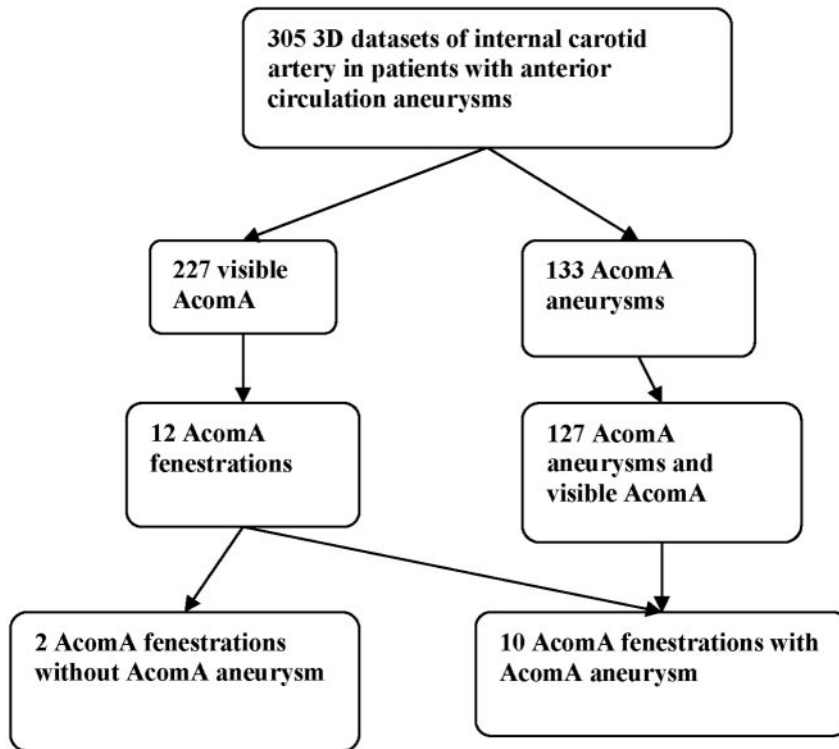 305 3D datasets of internal carotid
artery in patients with anterior
circulation aneurysms
227 visible
AcomA
133 AcomA
aneurysms
12 AcomA
fenestrations
127 AcomA
aneurysms and
visible AcomA
2 AcomA fenestrations
without AcomA aneurysm
10 AcomA fenestrations with
AcomA aneurysm